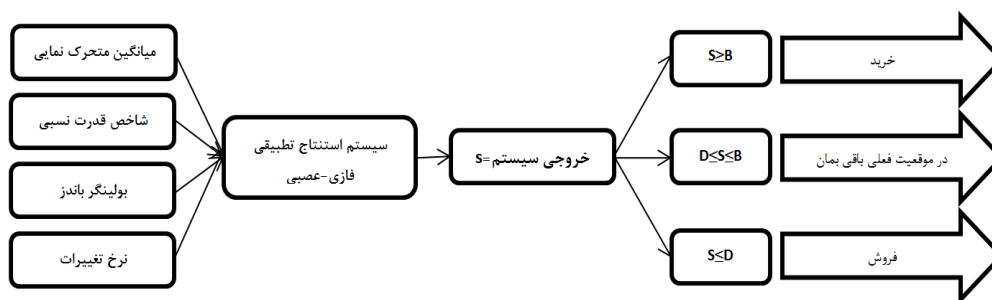 میانگین متحرک نمایی
شاخص قدرت نسبی
بولینگر باندز
نرخ تغییرات
سیستم استنتاج تطبیقی
فازی-عصبی
خروجی سیستم=S
S≥B
خرید
D≤S≤B
در موقعیت فعلی باقی بمان
S≤D
فروش